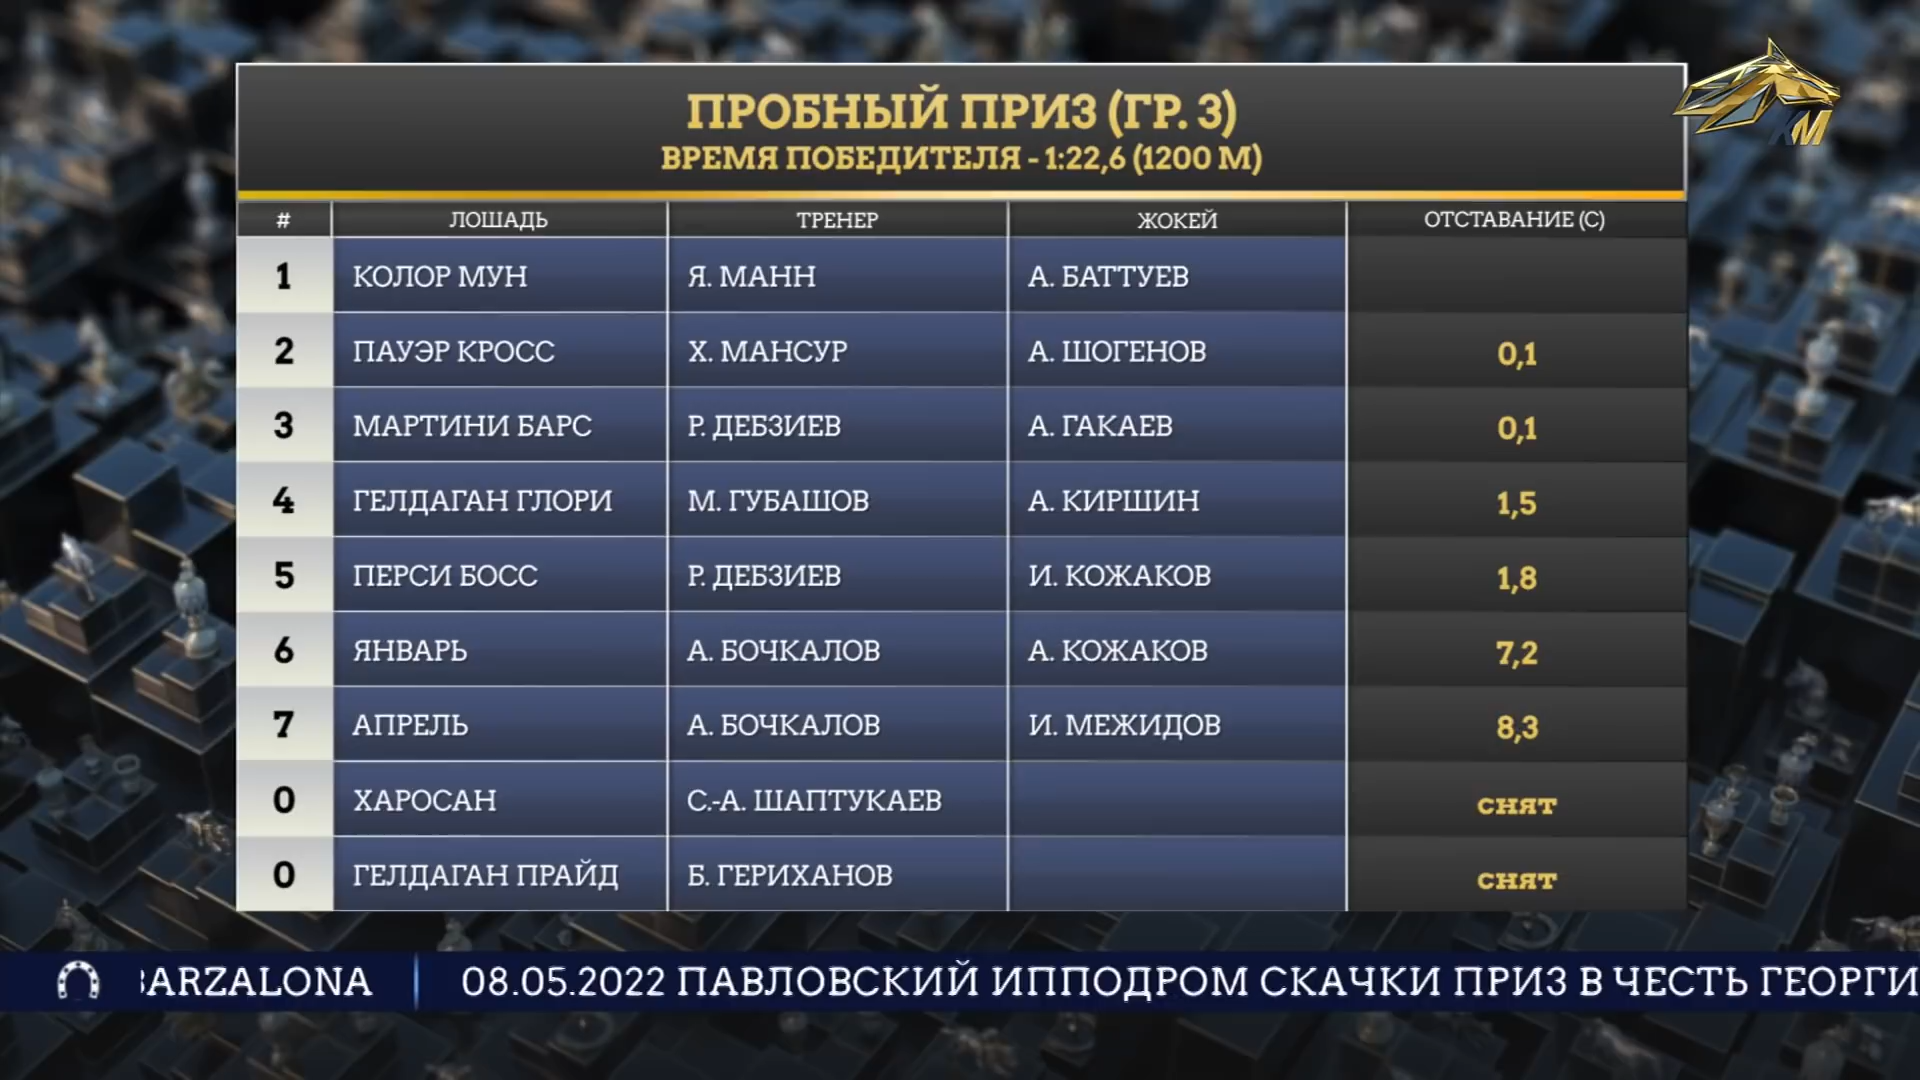 ПРОБНЫЙ ПРИЗ (ГР. 3)
ВРЕМЯ ПОБЕДИТЕЛЯ - 1:22,6 (1200 М)
КМ
# ЛОШАДЬ ТРЕНЕР ЖОКЕЙ ОТСТАВАНИЕ (С)
1 КОЛОР МУН Я. МАНН А. БАТТУЕВ
2 ПАУЭР КРОСС Х. МАНСУР А. ШОГЕНОВ 0,1
3 МАРТИНИ БАРС Р. ДЕБЗИЕВ А. ГАКАЕВ 0,1
4 ГЕЛДАГАН ГЛОРИ М. ГУБАШОВ А. КИРШИН 1,5
5 ПЕРСИ БОСС Р. ДЕБЗИЕВ И. КОЖАКОВ 1,8
6 ЯНВАРЬ А. БОЧКАЛОВ А. КОЖАКОВ 7,2
7 АПРЕЛЬ А. БОЧКАЛОВ И. МЕЖИДОВ 8,3
0 ХАРОСАН С.-А. ШАПТУКАЕВ снят
0 ГЕЛДАГАН ПРАЙД Б. ГЕРИХАНОВ снят
BARZALONA 08.05.2022 ПАВЛОВСКИЙ ИППОДРОМ СКАЧКИ ПРИЗ В ЧЕСТЬ ГЕОРГИ